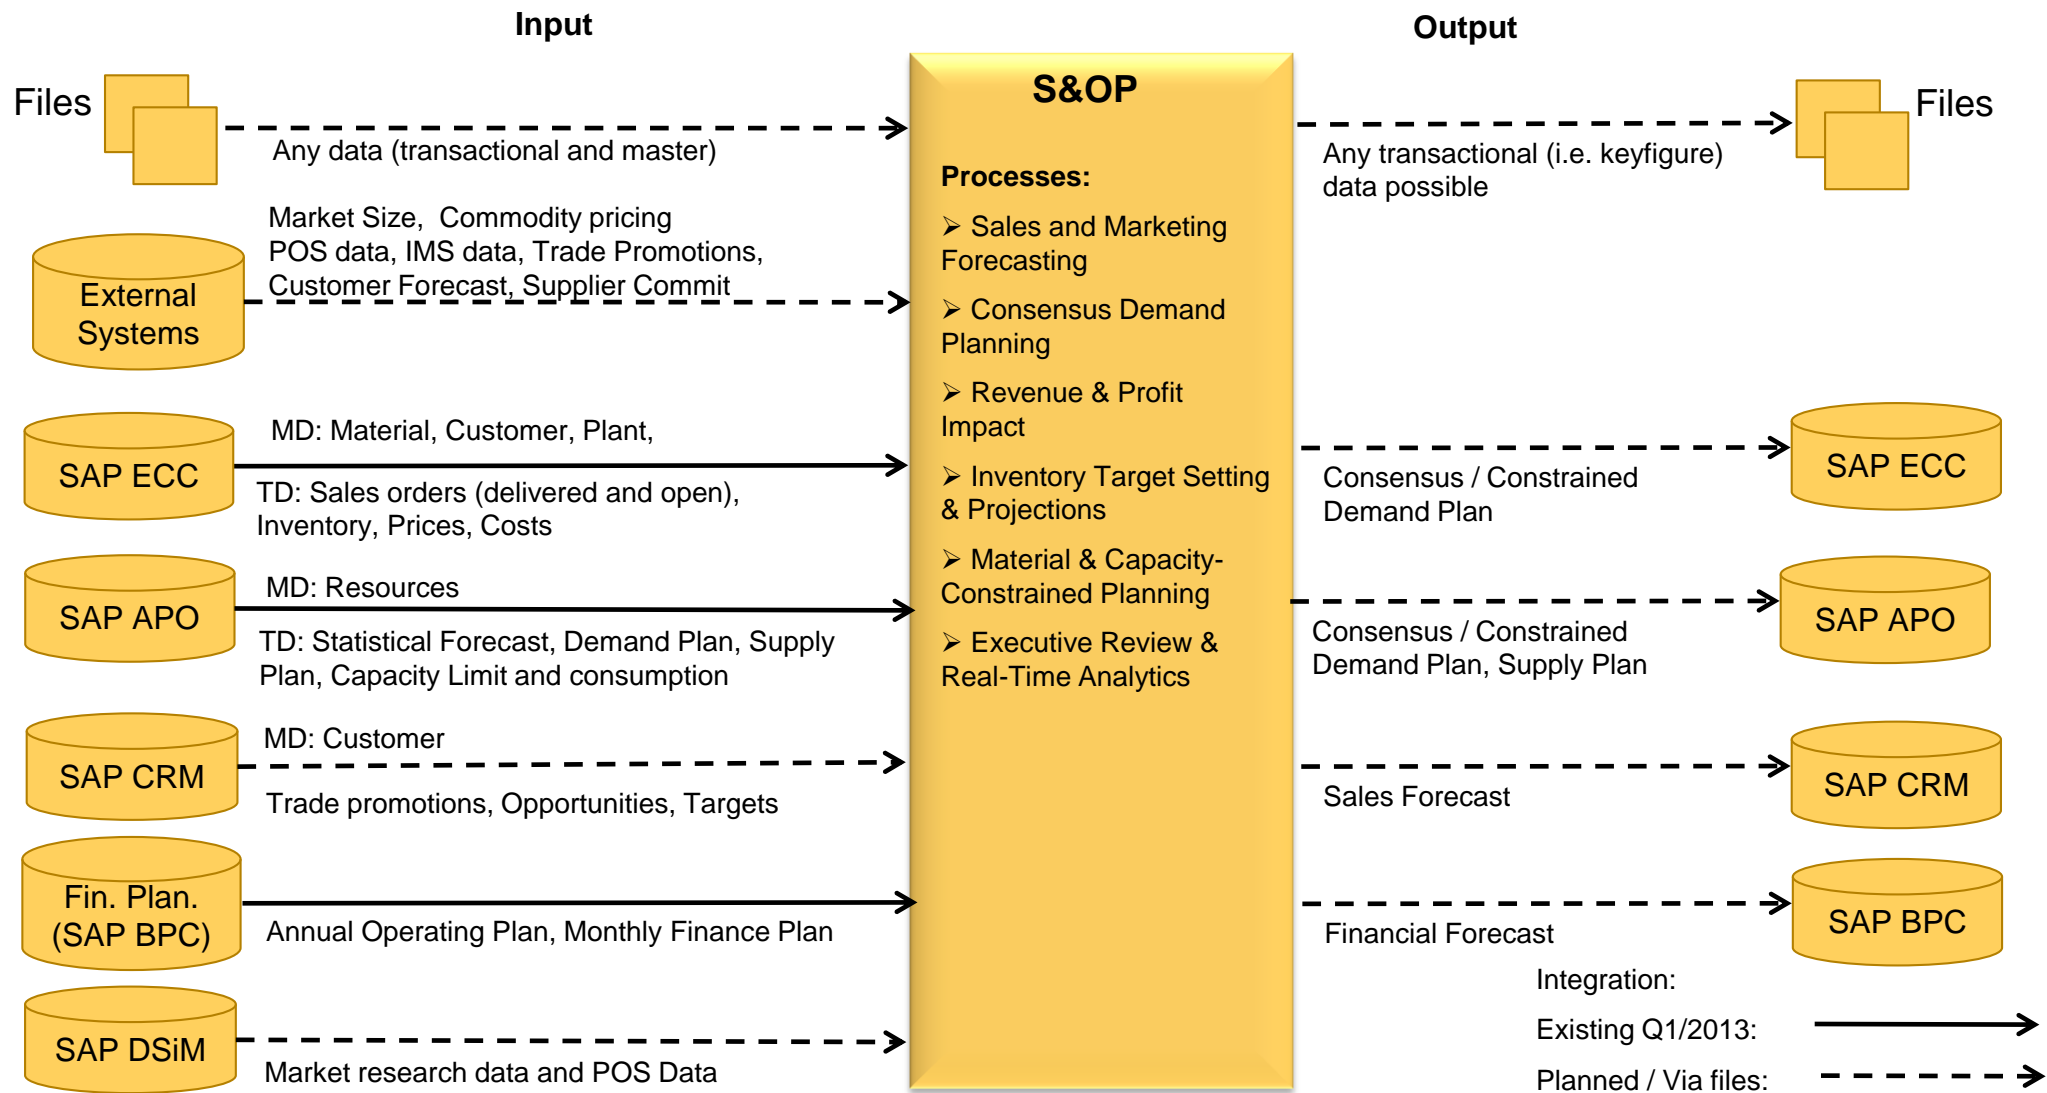 Input
Output
Files
Any data (transactional and master)
Market Size,  Commodity pricing
POS data, IMS data, Trade Promotions,
Customer Forecast, Supplier Commit
External
Systems
MD: Material, Customer, Plant,
SAP ECC
TD: Sales orders (delivered and open),
Inventory, Prices, Costs
MD: Resources
SAP APO
TD: Statistical Forecast, Demand Plan, Supply
Plan, Capacity Limit and consumption
MD: Customer
SAP CRM
Trade promotions, Opportunities, Targets
Fin. Plan.
(SAP BPC)
Annual Operating Plan, Monthly Finance Plan
SAP DSiM
Market research data and POS Data
S&OP
Processes:
➢ Sales and Marketing
Forecasting
➢ Consensus Demand
Planning
➢ Revenue & Profit
Impact
➢ Inventory Target Setting
& Projections
➢ Material & Capacity-
Constrained Planning
➢ Executive Review &
Real-Time Analytics
Files
Any transactional (i.e. keyfigure)
data possible
SAP ECC
Consensus / Constrained
Demand Plan
SAP APO
Consensus / Constrained
Demand Plan, Supply Plan
SAP CRM
Sales Forecast
SAP BPC
Financial Forecast
Integration:
Existing Q1/2013:
Planned / Via files: